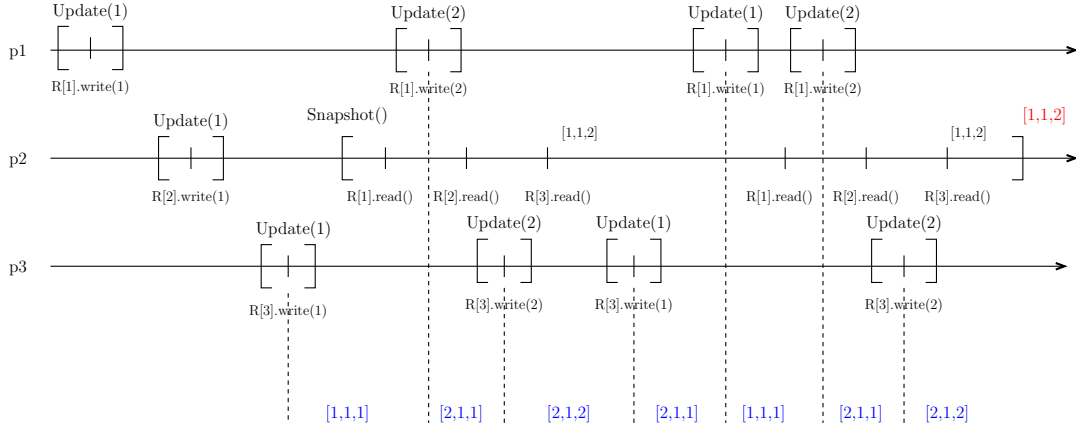 Update(1) Update(2) Update(1) Update(2)
p1
R[1].write(1) R[1].write(2) R[1].write(1) R[1].write(2)
Update(1) Snapshot() [1,1,2] [1,1,2] [1,1,2]
p2
R[2].write(1) R[1].read() R[2].read() R[3].read() R[1].read() R[2].read() R[3].read()
Update(1) Update(2) Update(1) Update(2)
p3
R[3].write(1) R[3].write(2) R[3].write(1) R[3].write(2)
[1,1,1] [2,1,1] [2,1,2] [2,1,1] [1,1,1] [2,1,1] [2,1,2]